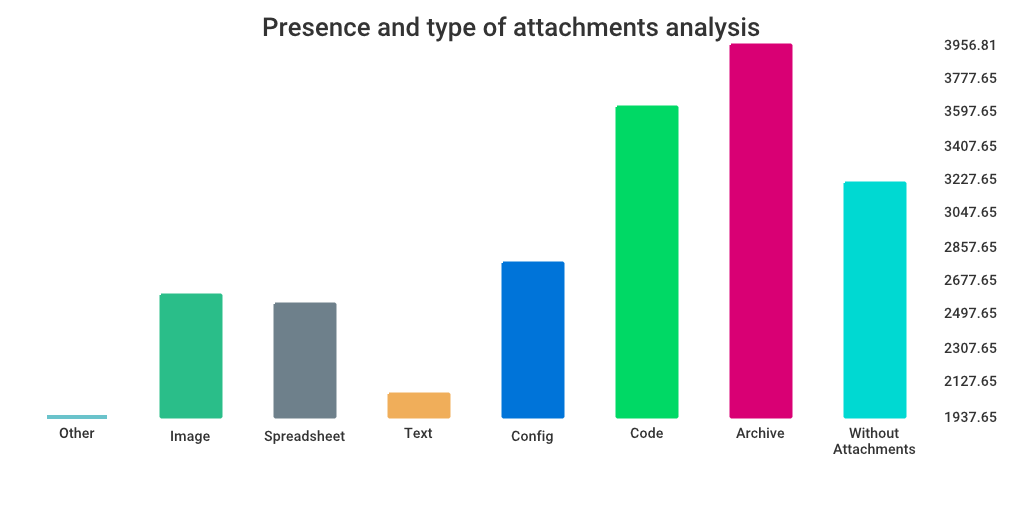 Presence and type of attachments analysis
3956.81
3777.65
3597.65
3407.65
3227.65
3047.65
2857.65
2677.65
2497.65
2307.65
2127.65
1937.65
Other
Image
Spreadsheet
Text
Config
Code
Archive
Without
Attachments